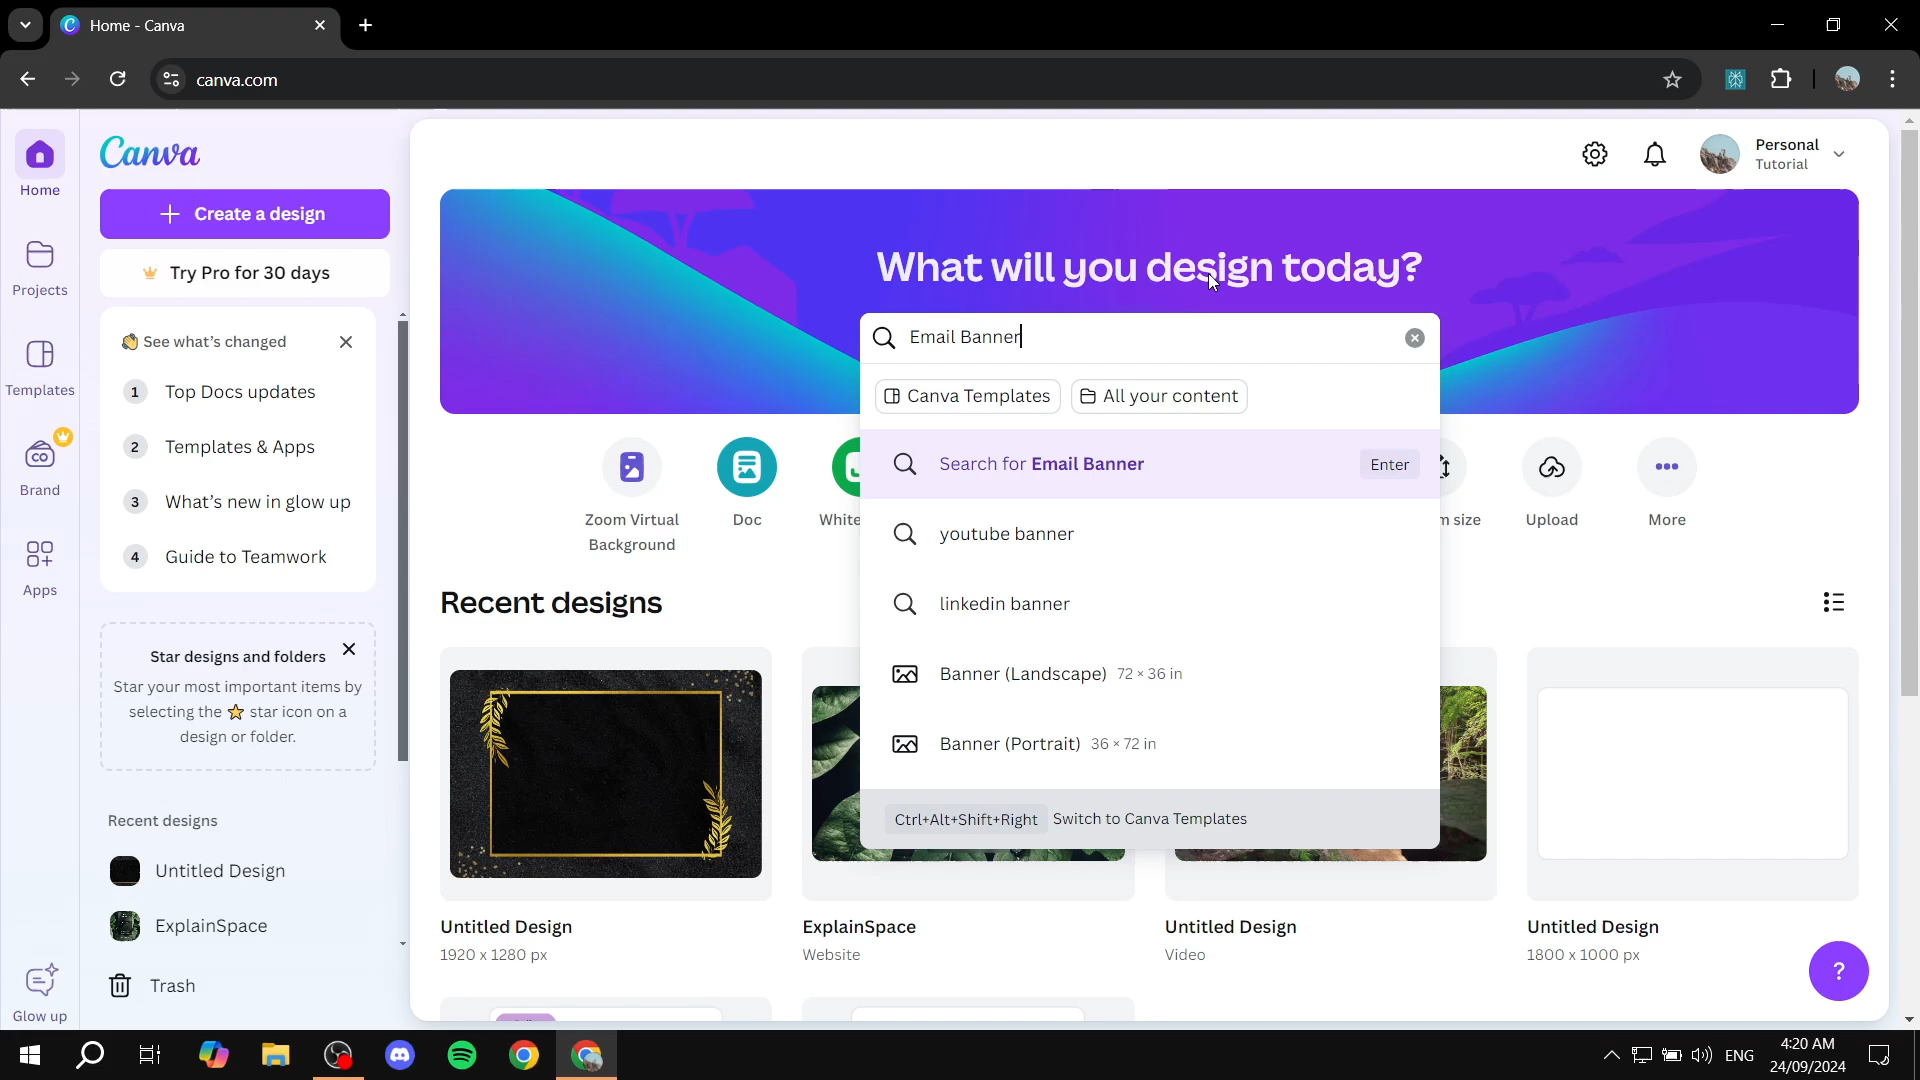 Home - Canva
canva.com
Home
Projects
Templates
Brand
Apps
Glow up
Canva
Create a design
Try Pro for 30 days
See what's changed
1 Top Docs updates
2 Templates & Apps
3 What's new in glow up
4 Guide to Teamwork
Star designs and folders
Star your most important items by
selecting the star icon on a
design or folder.
Recent designs
Untitled Design
ExplainSpace
Trash
Personal
Tutorial
What will you design today?
Email Banner
Canva Templates
All your content
Search for Email Banner
Enter
youtube banner
linkedin banner
Banner (Landscape) 72 × 36 in
Banner (Portrait) 36 × 72 in
Ctrl+Alt+Shift+Right Switch to Canva Templates
Zoom Virtual
Background
Doc
White
m size
Upload
More
Recent designs
Untitled Design
1920 x 1280 px
ExplainSpace
Website
Untitled Design
Video
Untitled Design
1800 x 1000 px
?
ENG
4:20 AM
24/09/2024